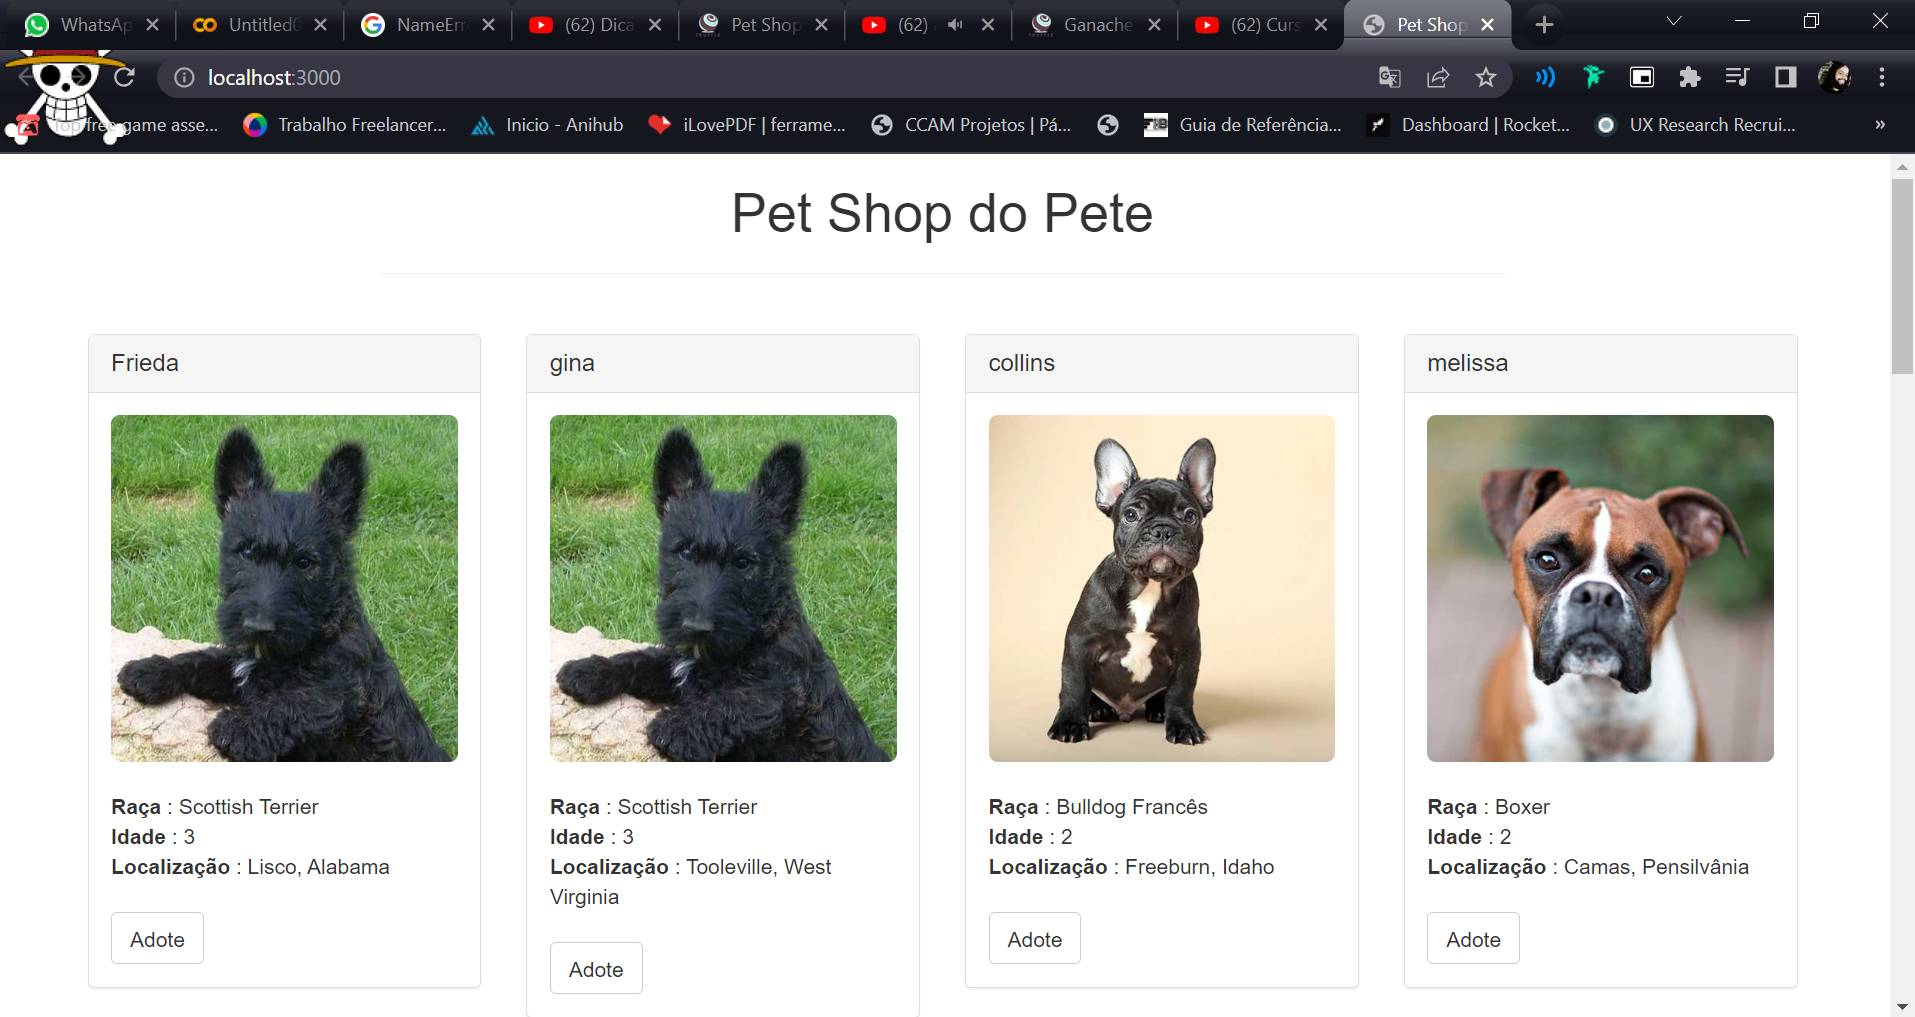 WhatsAp
Untitled0
NameErr
(62) Dica
Pet Shop
(62)
Ganache
(62) Curs
Pet Shop
localhost:3000
Top free game asse...
Trabalho Freelancer...
Inicio - Anihub
iLovePDF | ferrame...
CCAM Projetos | Pá...
Guia de Referência...
Dashboard | Rocket...
UX Research Recrui...
»
Pet Shop do Pete
Frieda
Raça : Scottish Terrier
Idade : 3
Localização : Lisco, Alabama
Adote
gina
Raça : Scottish Terrier
Idade : 3
Localização : Tooleville, West
Virginia
Adote
collins
Raça : Bulldog Francês
Idade : 2
Localização : Freeburn, Idaho
Adote
melissa
Raça : Boxer
Idade : 2
Localização : Camas, Pensilvânia
Adote